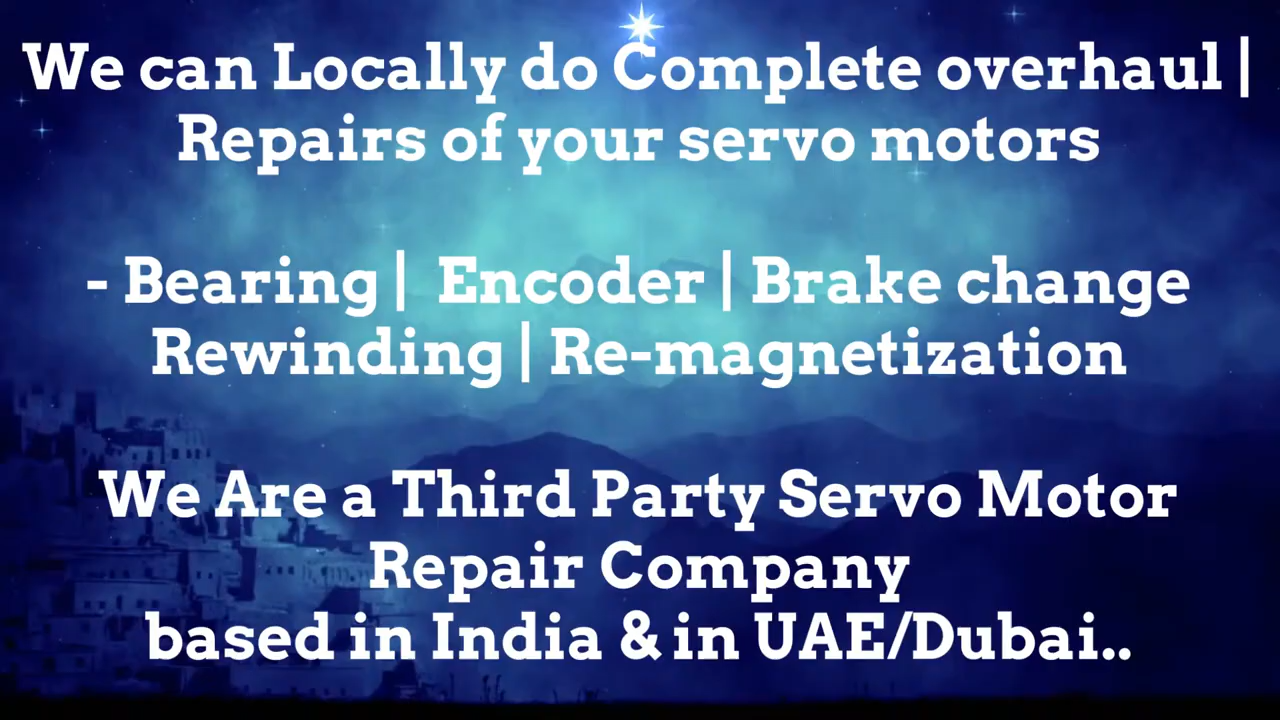 We can Locally do Complete overhaul |
Repairs of your servo motors
- Bearing | Encoder | Brake change
Rewinding | Re-magnetization
We Are a Third Party Servo Motor
Repair Company
based in India & in UAE/Dubai..